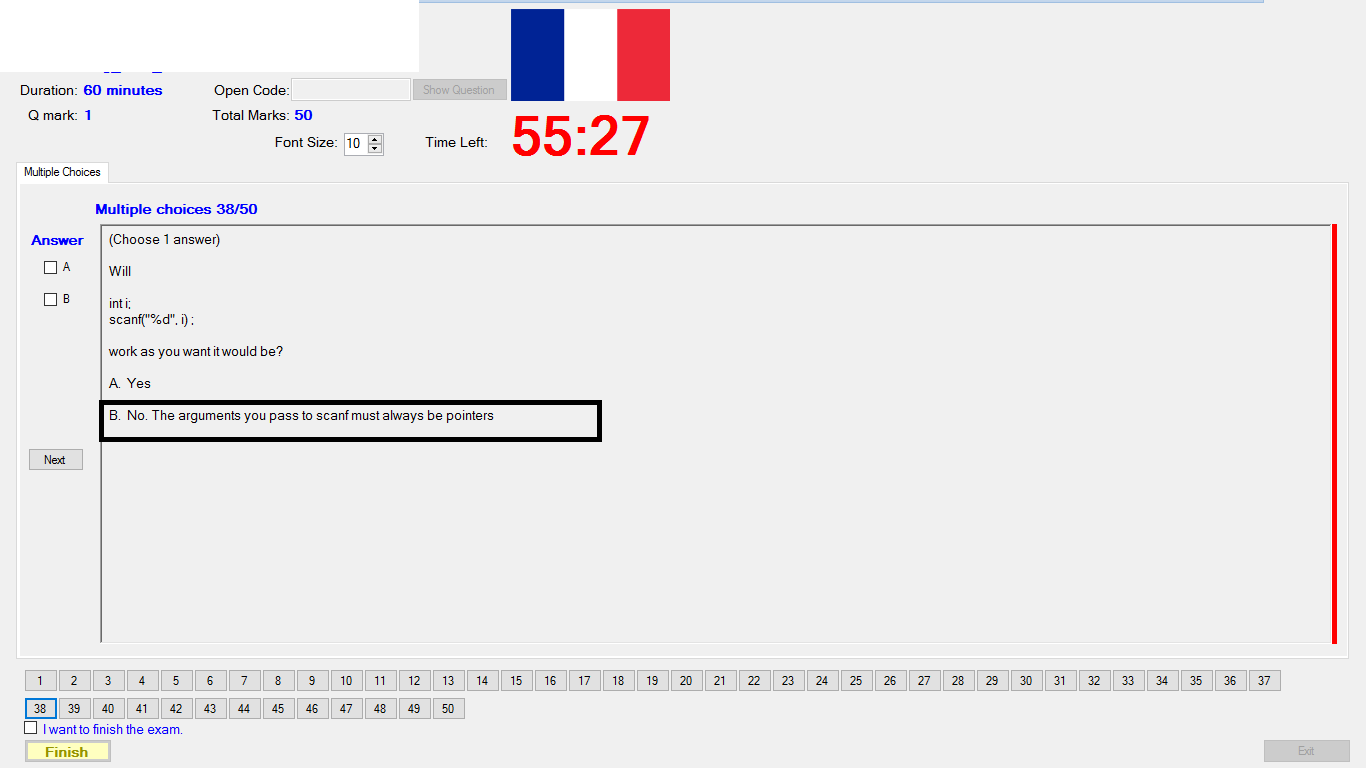 Duration: 60 minutes
Open Code:
Show Question
Q mark: 1
Total Marks: 50
Font Size: 10
Time Left: 55:27
Multiple Choices
Multiple choices 38/50
Answer
A
B
(Choose 1 answer)
Will
int i;
scanf("%d", i) ;
work as you want it would be?
A. Yes
B. No. The arguments you pass to scanf must always be pointers
Next
1 2 3 4 5 6 7 8 9 10 11 12 13 14 15 16 17 18 19 20 21 22 23 24 25 26 27 28 29 30 31 32 33 34 35 36 37
38 39 40 41 42 43 44 45 46 47 48 49 50
I want to finish the exam.
Finish
Exit